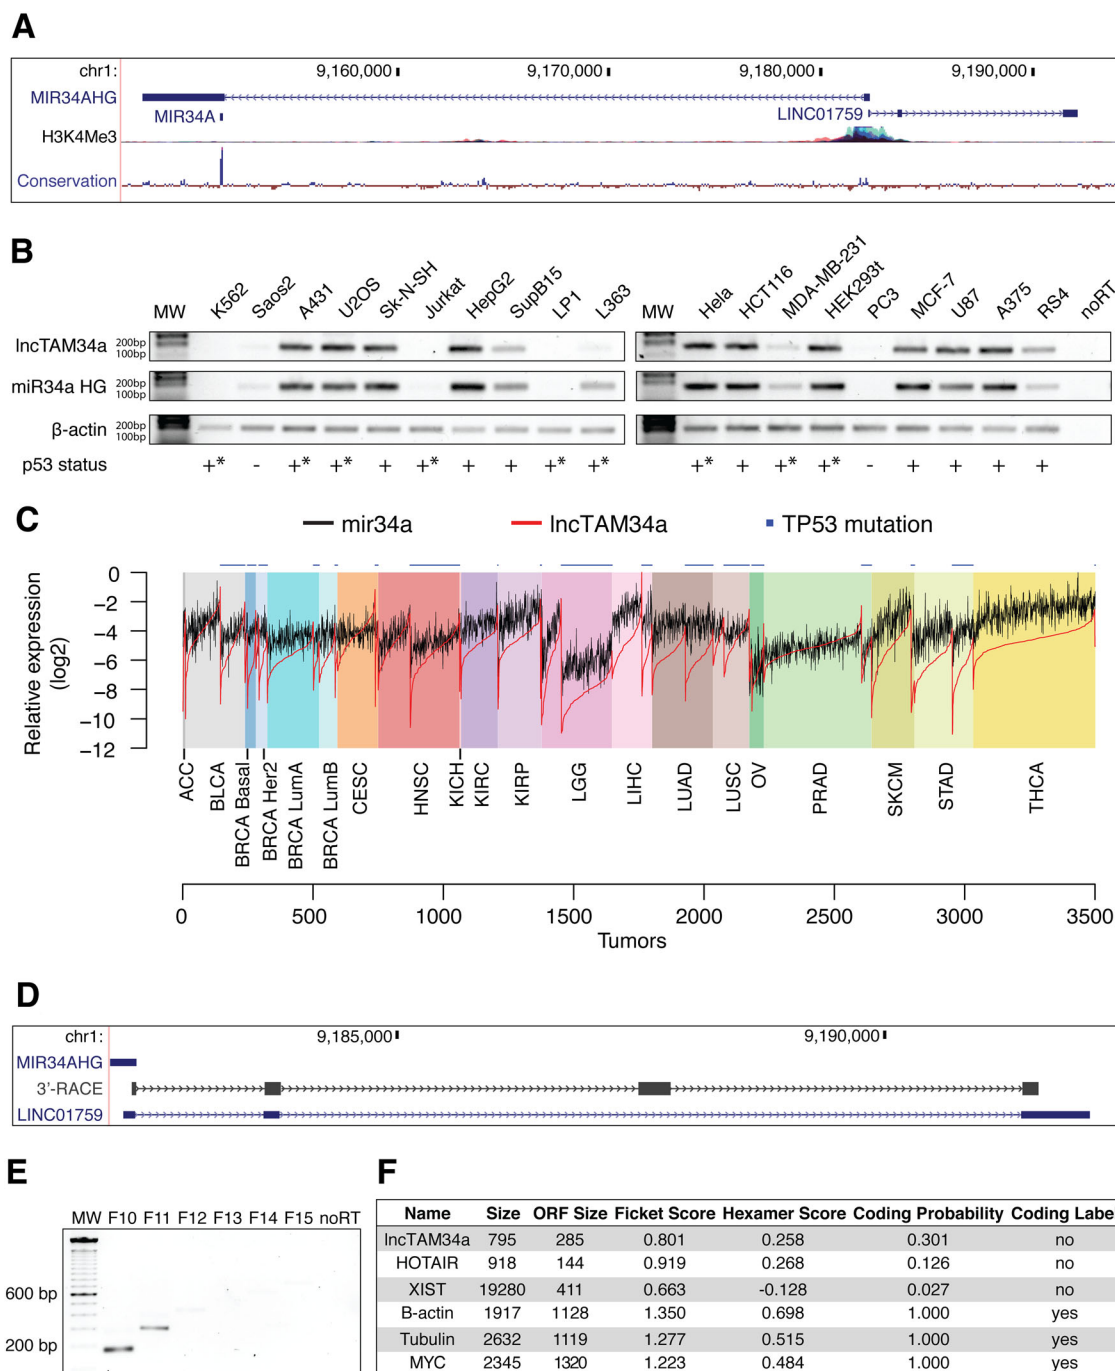 A
chr1: 9,160,000 9,170,000 9,180,000 9,190,000
MIR34AHG
MIR34A LINC01759
H3K4Me3
Conservation
B
MW K562 Saos2 A431 U2OS Sk-N-SH Jurkat HepG2 SupB15 LP1 L363 MW Hela HCT116 MDA-MB-231 HEK293t PC3 MCF-7 U87 A375 RS4 noRT
lncTAM34a 200bp 100bp
miR34a HG 200bp 100bp
β-actin 200bp 100bp
p53 status +* - +* +* + +* + + +* +* +* + +* +* - + + + +
C
mir34a lncTAM34a TP53 mutation
Relative expression
(log2)
0
−2
−4
−6
−8
−10
−12
ACC BLCA BRCA Basal BRCA Her2 BRCA LumA BRCA LumB CESC HNSC KICH KIRC KIRP LGG LIHC LUAD LUSC OV PRAD SKCM STAD THCA
0 500 1000 1500 2000 2500 3000 3500
Tumors
D
chr1: 9,185,000 9,190,000
MIR34AHG
3'-RACE
LINC01759
E
MW F10 F11 F12 F13 F14 F15 noRT
600 bp
200 bp
F
Name Size ORF Size Ficket Score Hexamer Score Coding Probability Coding Label
lncTAM34a 795 285 0.801 0.258 0.301 no
HOTAIR 918 144 0.919 0.268 0.126 no
XIST 19280 411 0.663 -0.128 0.027 no
B-actin 1917 1128 1.350 0.698 1.000 yes
Tubulin 2632 1119 1.277 0.515 1.000 yes
MYC 2345 1320 1.223 0.484 1.000 yes